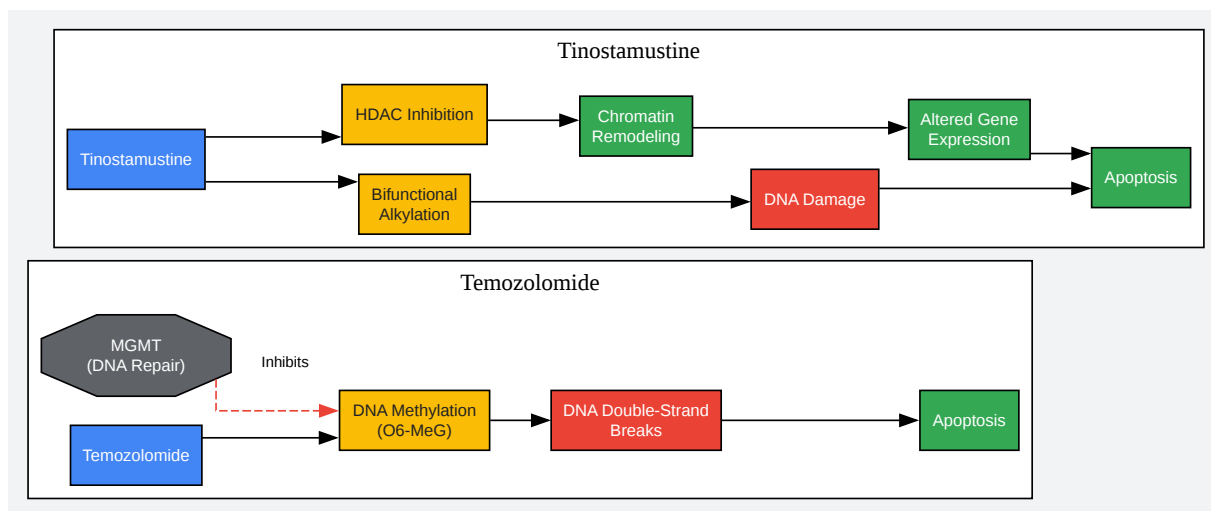 Tinostamustine
HDAC Inhibition
Chromatin
Remodeling
Altered Gene
Expression
Tinostamustine
Apoptosis
Bifunctional
Alkylation
DNA Damage
Temozolomide
MGMT
(DNA Repair)
Inhibits
DNA Methylation
(O6-MeG)
DNA Double-Strand
Breaks
Apoptosis
Temozolomide